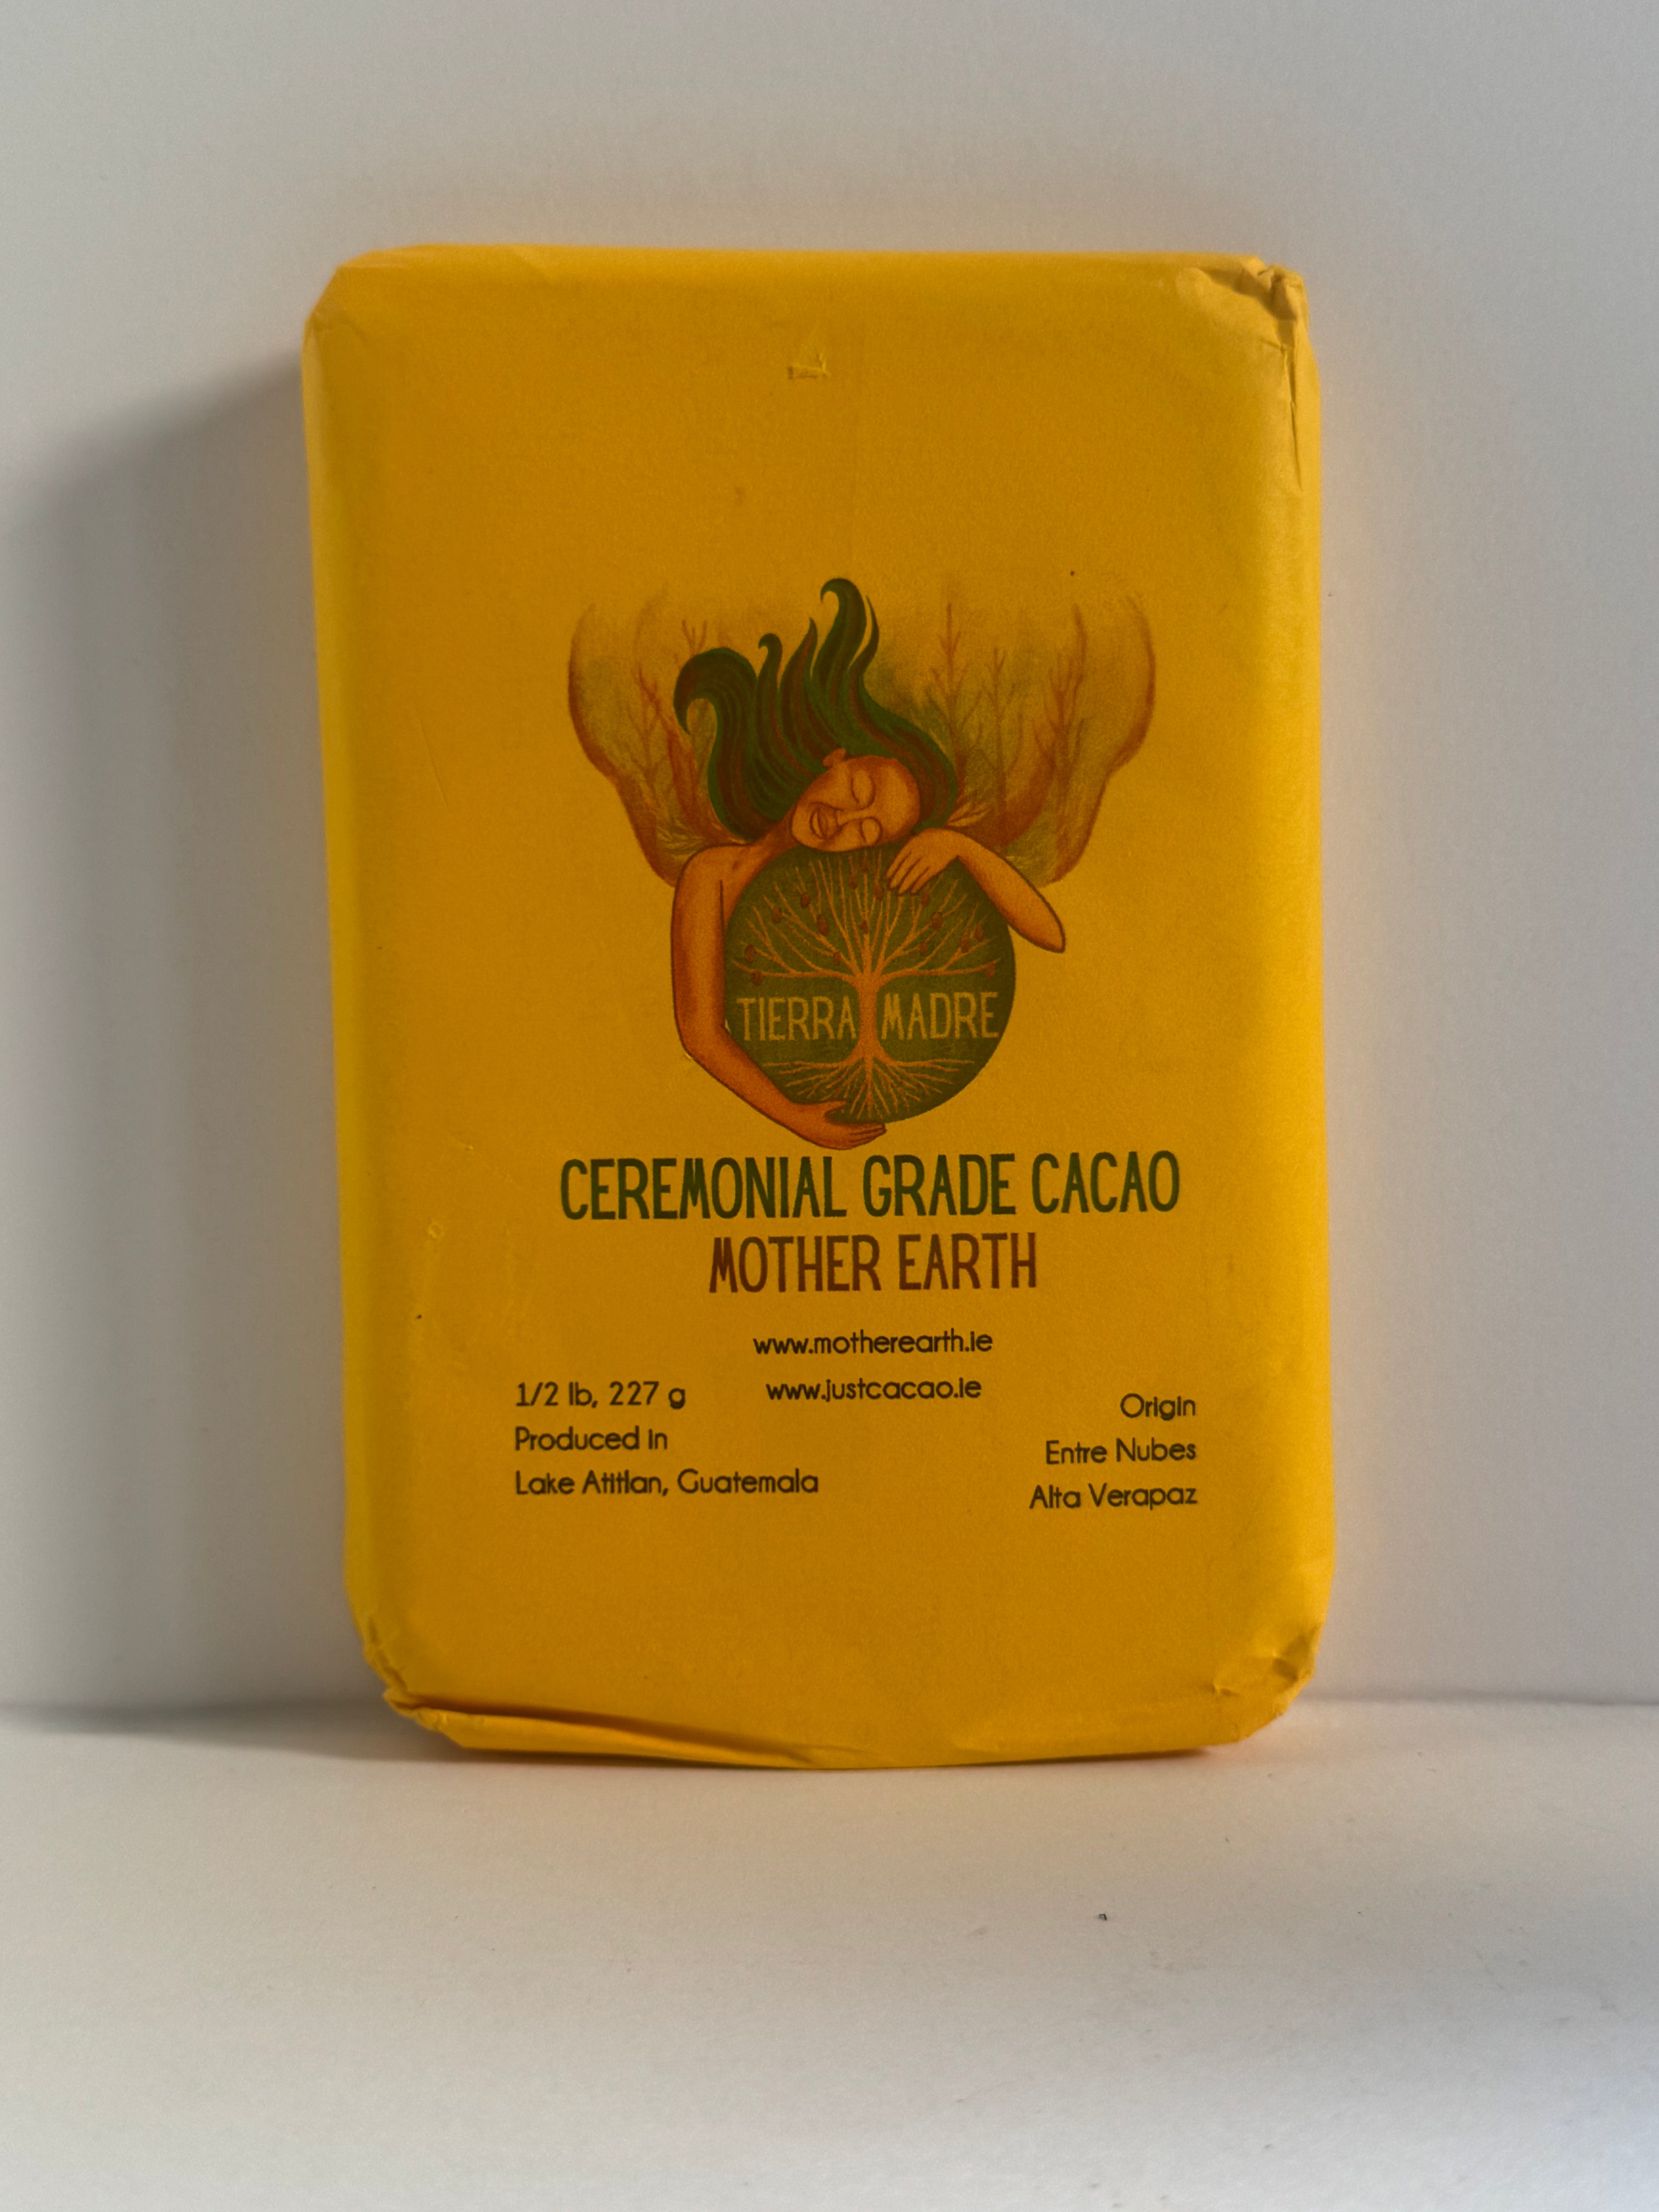 TIERRA MADRE
CEREMONIAL GRADE CACAO
MOTHER EARTH
www.motherearth.ie
www.justcacao.ie
1/2 lb, 227 g
Produced in
Lake Atitlan, Guatemala
Origin
Entre Nubes
Alta Verapaz